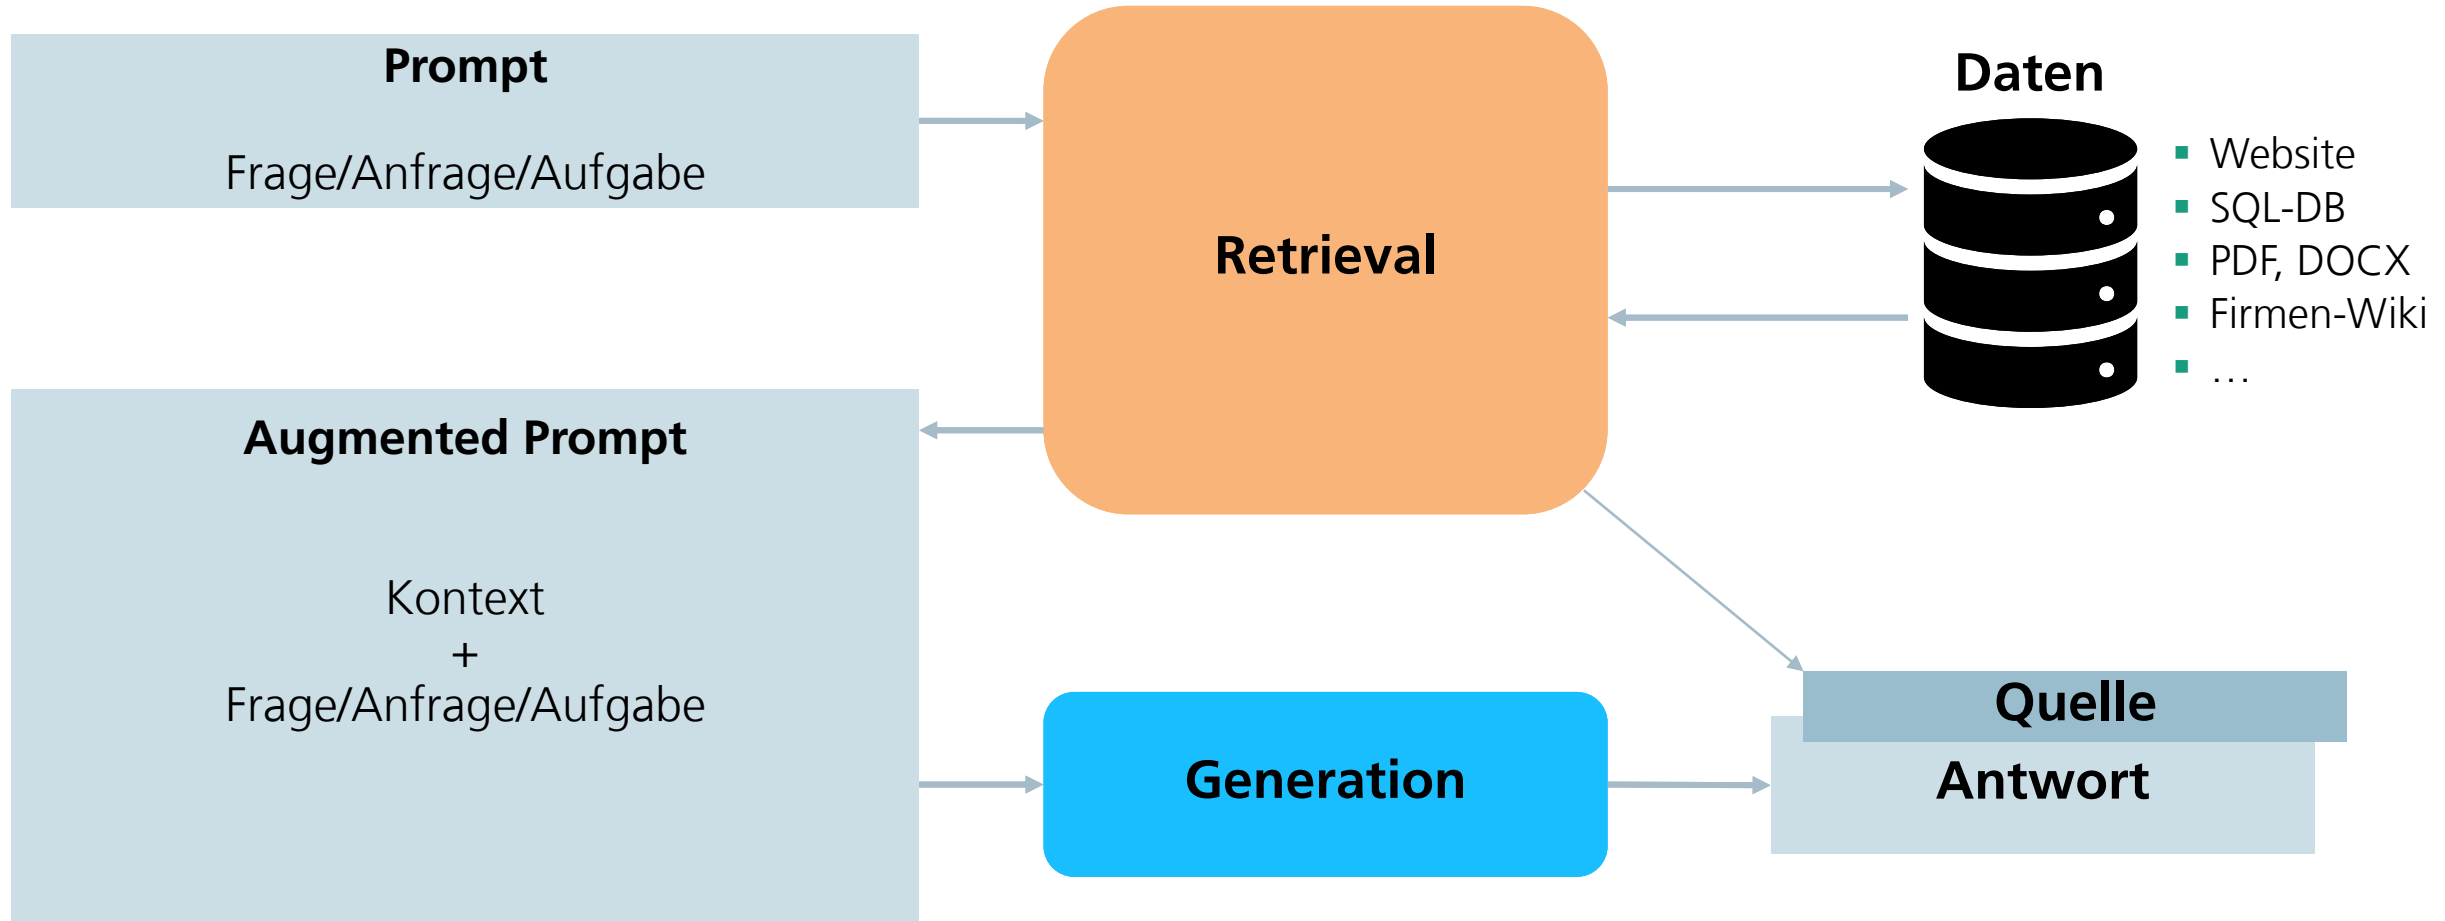 Prompt
Frage/Anfrage/Aufgabe
Retrieval
Daten
Website
SQL-DB
PDF, DOCX
Firmen-Wiki
...
Augmented Prompt
Kontext
+
Frage/Anfrage/Aufgabe
Generation
Quelle
Antwort